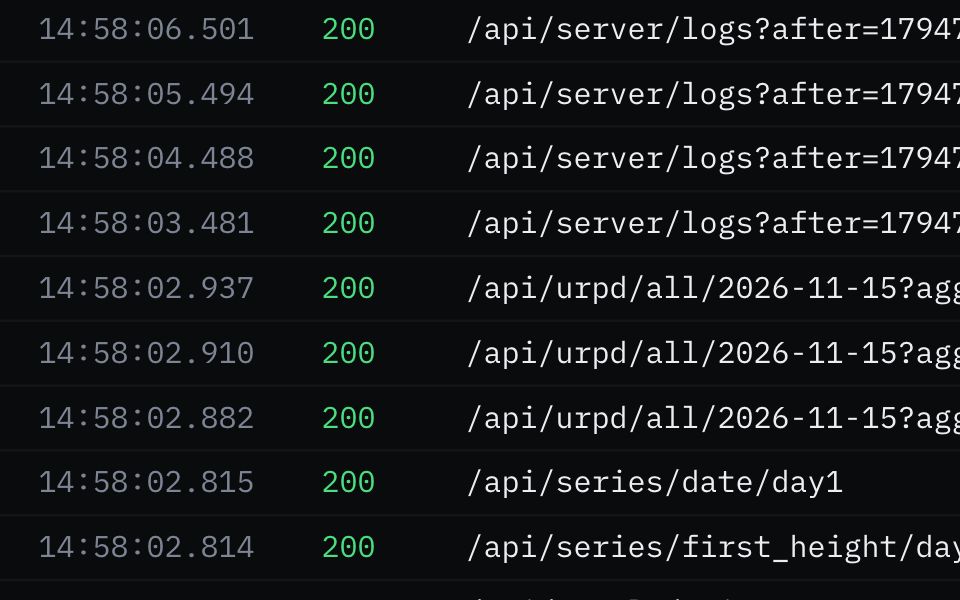 14:58:06.501 200 /api/server/logs?after=17947
14:58:05.494 200 /api/server/logs?after=17947
14:58:04.488 200 /api/server/logs?after=17947
14:58:03.481 200 /api/server/logs?after=17947
14:58:02.937 200 /api/urpd/all/2026-11-15?agg
14:58:02.910 200 /api/urpd/all/2026-11-15?agg
14:58:02.882 200 /api/urpd/all/2026-11-15?agg
14:58:02.815 200 /api/series/date/day1
14:58:02.814 200 /api/series/first_height/day